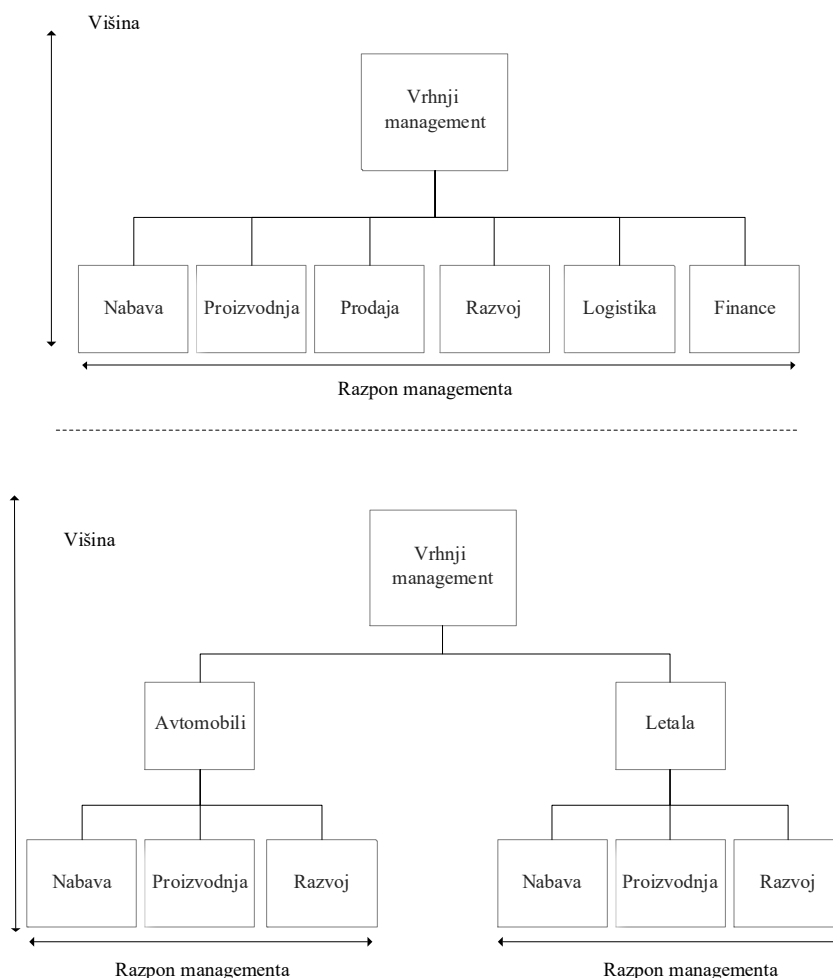 Višina
Vrhnji
management
Nabava Proizvodnja Prodaja Razvoj Logistika Finance
Razpon managementa
Višina
Vrhnji
management
Avtomobili Letala
Nabava Proizvodnja Razvoj Nabava Proizvodnja Razvoj
Razpon managementa Razpon managementa